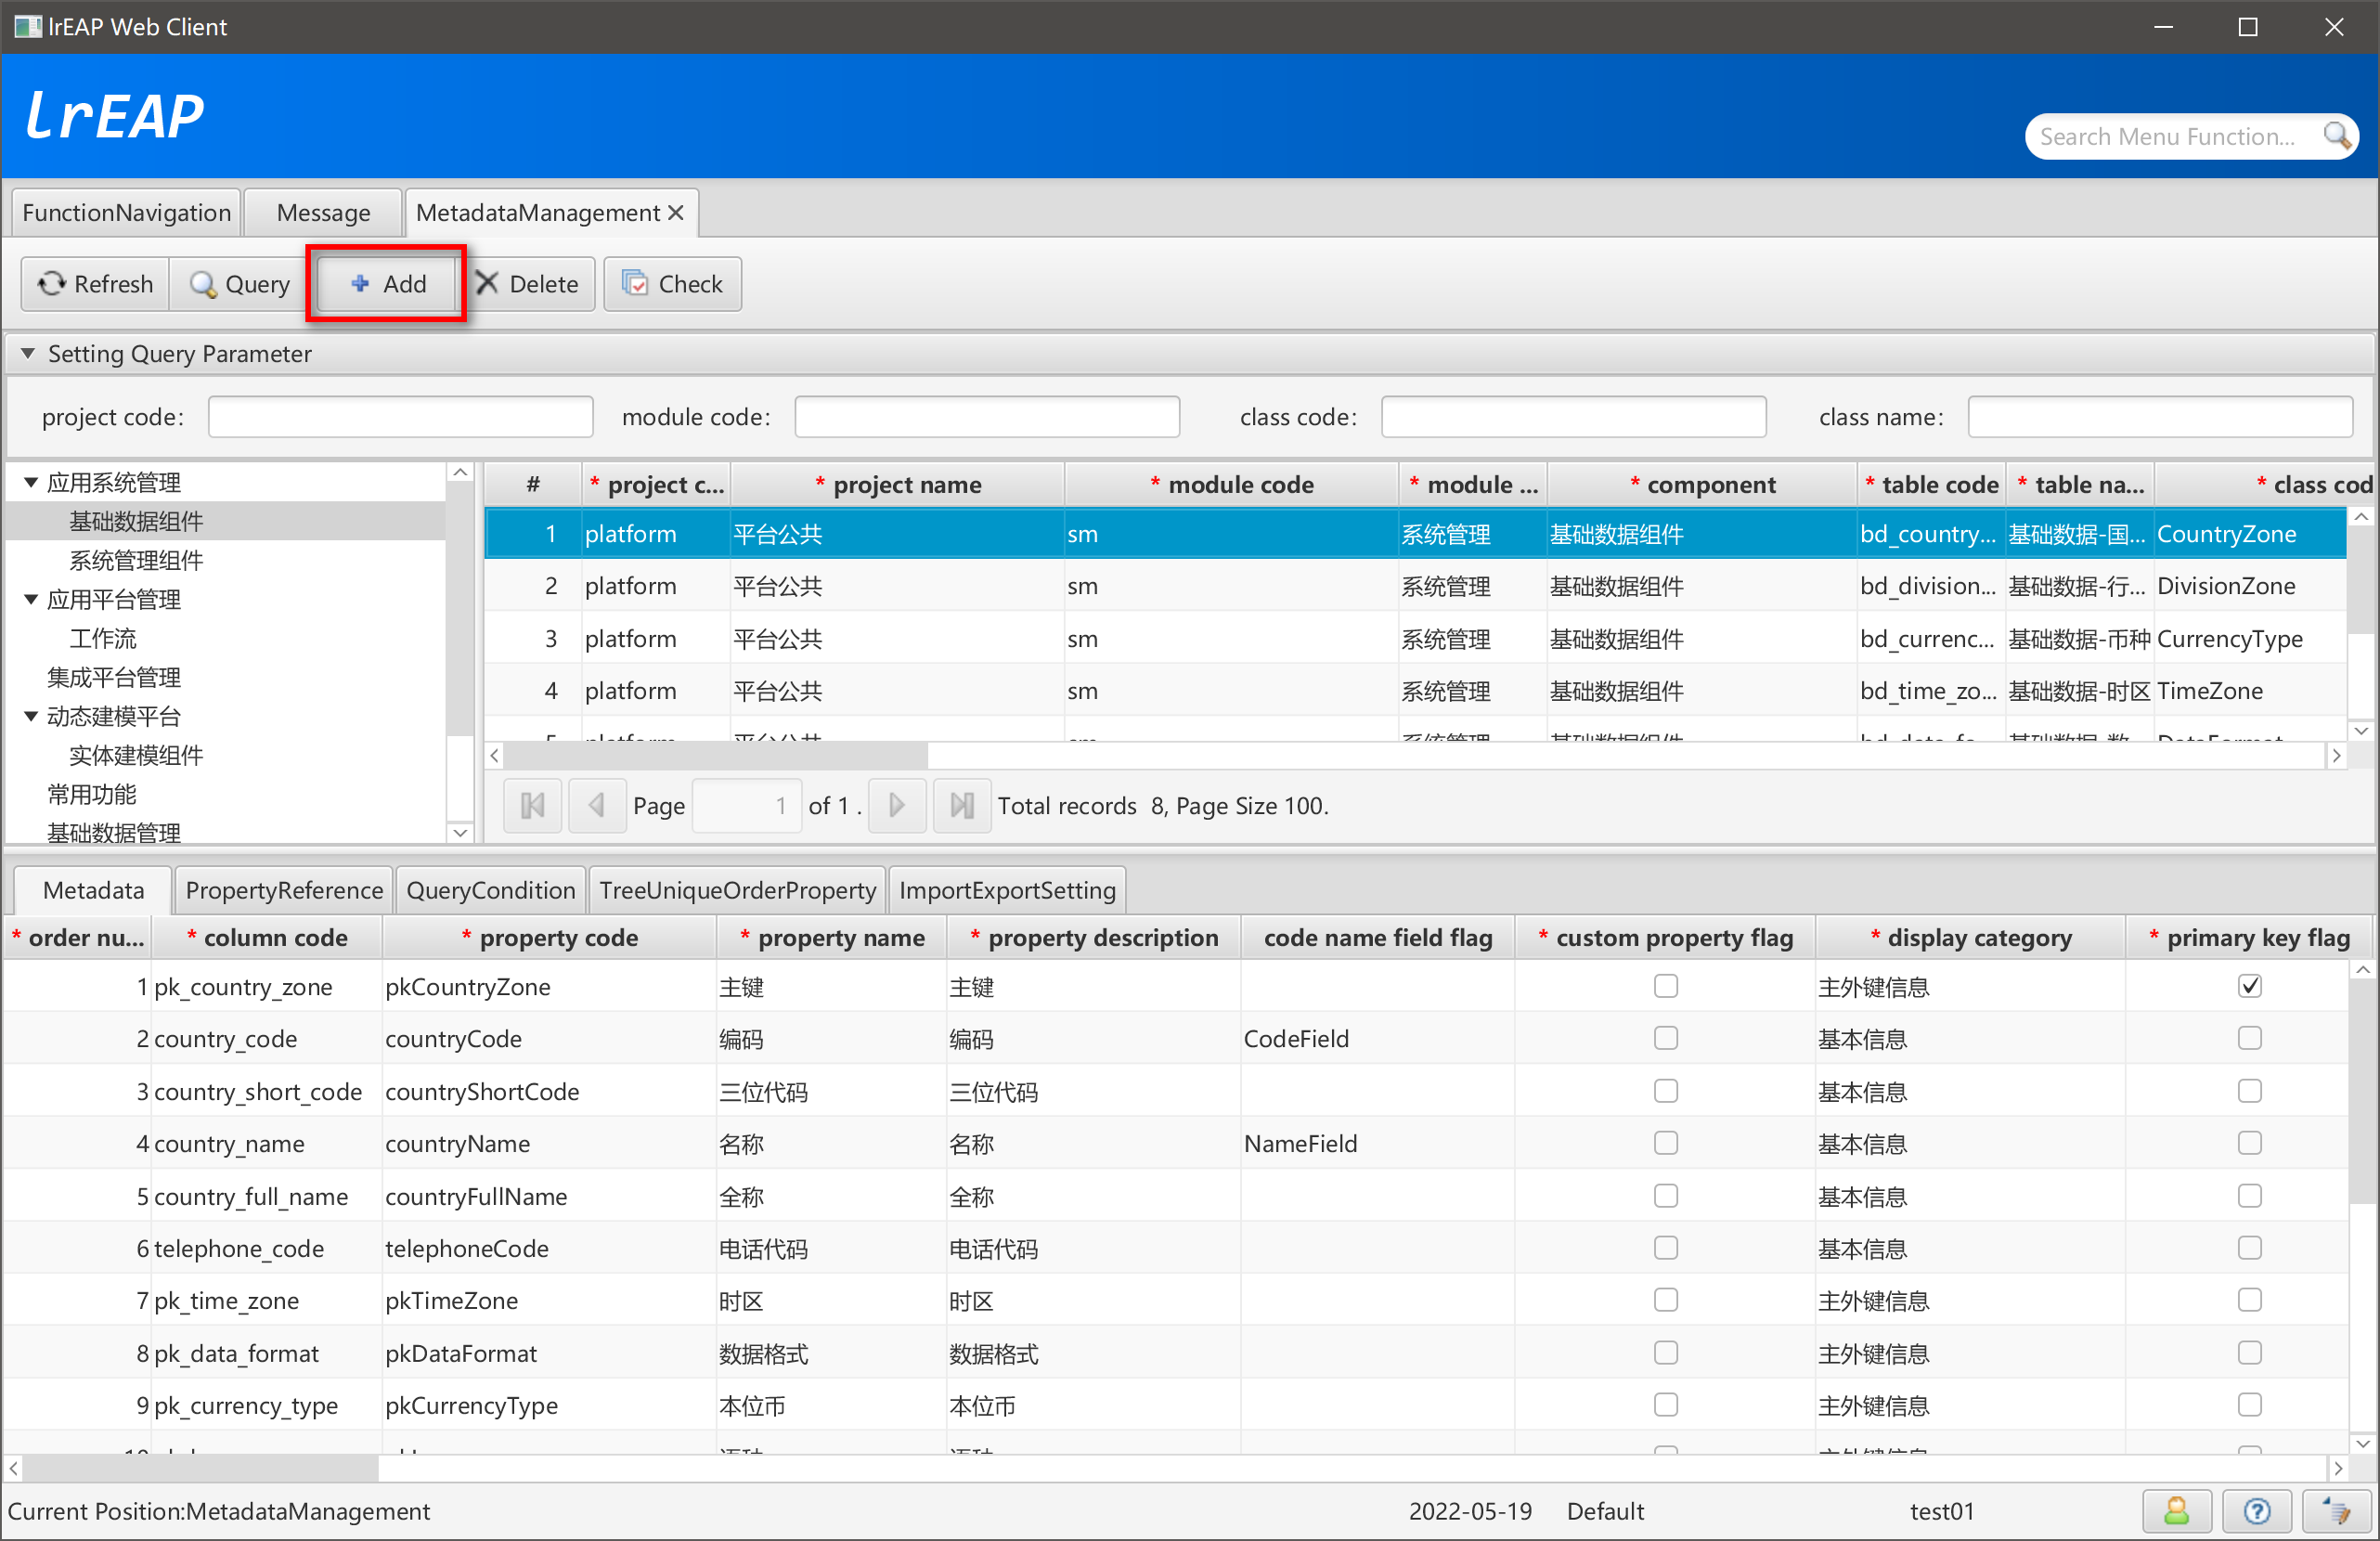 lrEAP Web Client
lrEAP
Search Menu Function...
FunctionNavigation Message MetadataManagement
Refresh Query Add Delete Check
Setting Query Parameter
project code: module code: class code: class name:
应用系统管理
基础数据组件
系统管理组件
应用平台管理
工作流
集成平台管理
动态建模平台
实体建模组件
常用功能
基础数据管理
# * project c... * project name * module code * module ... * component * table code * table na... * class cod
1 platform 平台公共 sm 系统管理 基础数据组件 bd_country... 基础数据-国... CountryZone
2 platform 平台公共 sm 系统管理 基础数据组件 bd_division... 基础数据-行... DivisionZone
3 platform 平台公共 sm 系统管理 基础数据组件 bd_currenc... 基础数据-币种 CurrencyType
4 platform 平台公共 sm 系统管理 基础数据组件 bd_time_zo... 基础数据-时区 TimeZone
Page 1 of 1 . Total records 8, Page Size 100.
Metadata PropertyReference QueryCondition TreeUniqueOrderProperty ImportExportSetting
* order nu... * column code * property code * property name * property description code name field flag * custom property flag * display category * primary key flag
1 pk_country_zone pkCountryZone 主键 主键 主外键信息
2 country_code countryCode 编码 编码 CodeField 基本信息
3 country_short_code countryShortCode 三位代码 三位代码 基本信息
4 country_name countryName 名称 名称 NameField 基本信息
5 country_full_name countryFullName 全称 全称 基本信息
6 telephone_code telephoneCode 电话代码 电话代码 基本信息
7 pk_time_zone pkTimeZone 时区 时区 主外键信息
8 pk_data_format pkDataFormat 数据格式 数据格式 主外键信息
9 pk_currency_type pkCurrencyType 本位币 本位币 主外键信息
Current Position:MetadataManagement 2022-05-19 Default test01